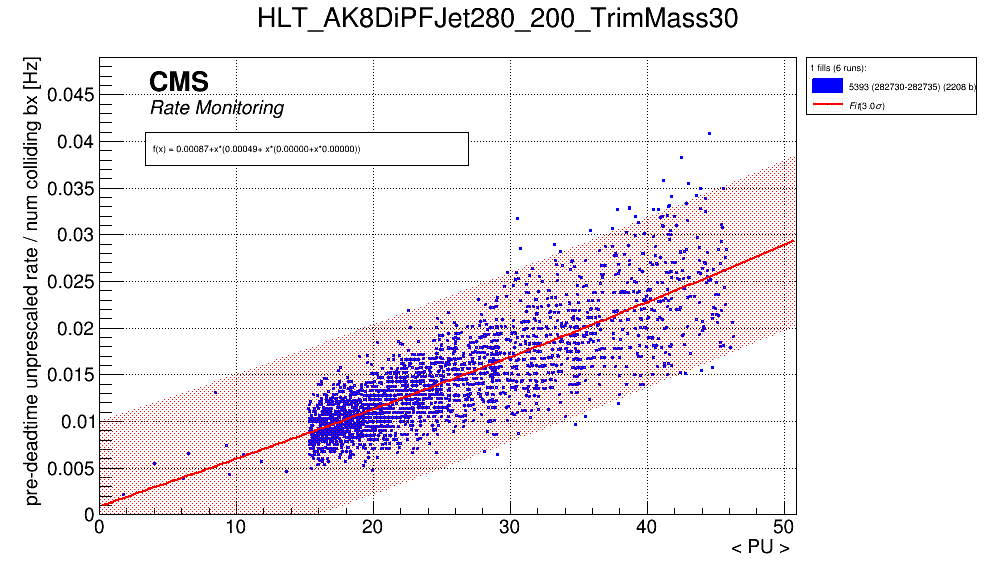 HLT_AK8DiPFJet280_200_TrimMass30
pre-deadtime unprescaled rate / num colliding bx [Hz]
CMS
Rate Monitoring
f(x) = 0.00087+x*(0.00049+ x*(0.00000+x*0.00000))
1 fills (6 runs):
5393 (282730-282735) (2208 b)
Fit(3.0σ)
0.045
0.04
0.035
0.03
0.025
0.02
0.015
0.01
0.005
0
0 10 20 30 40 50
< PU >